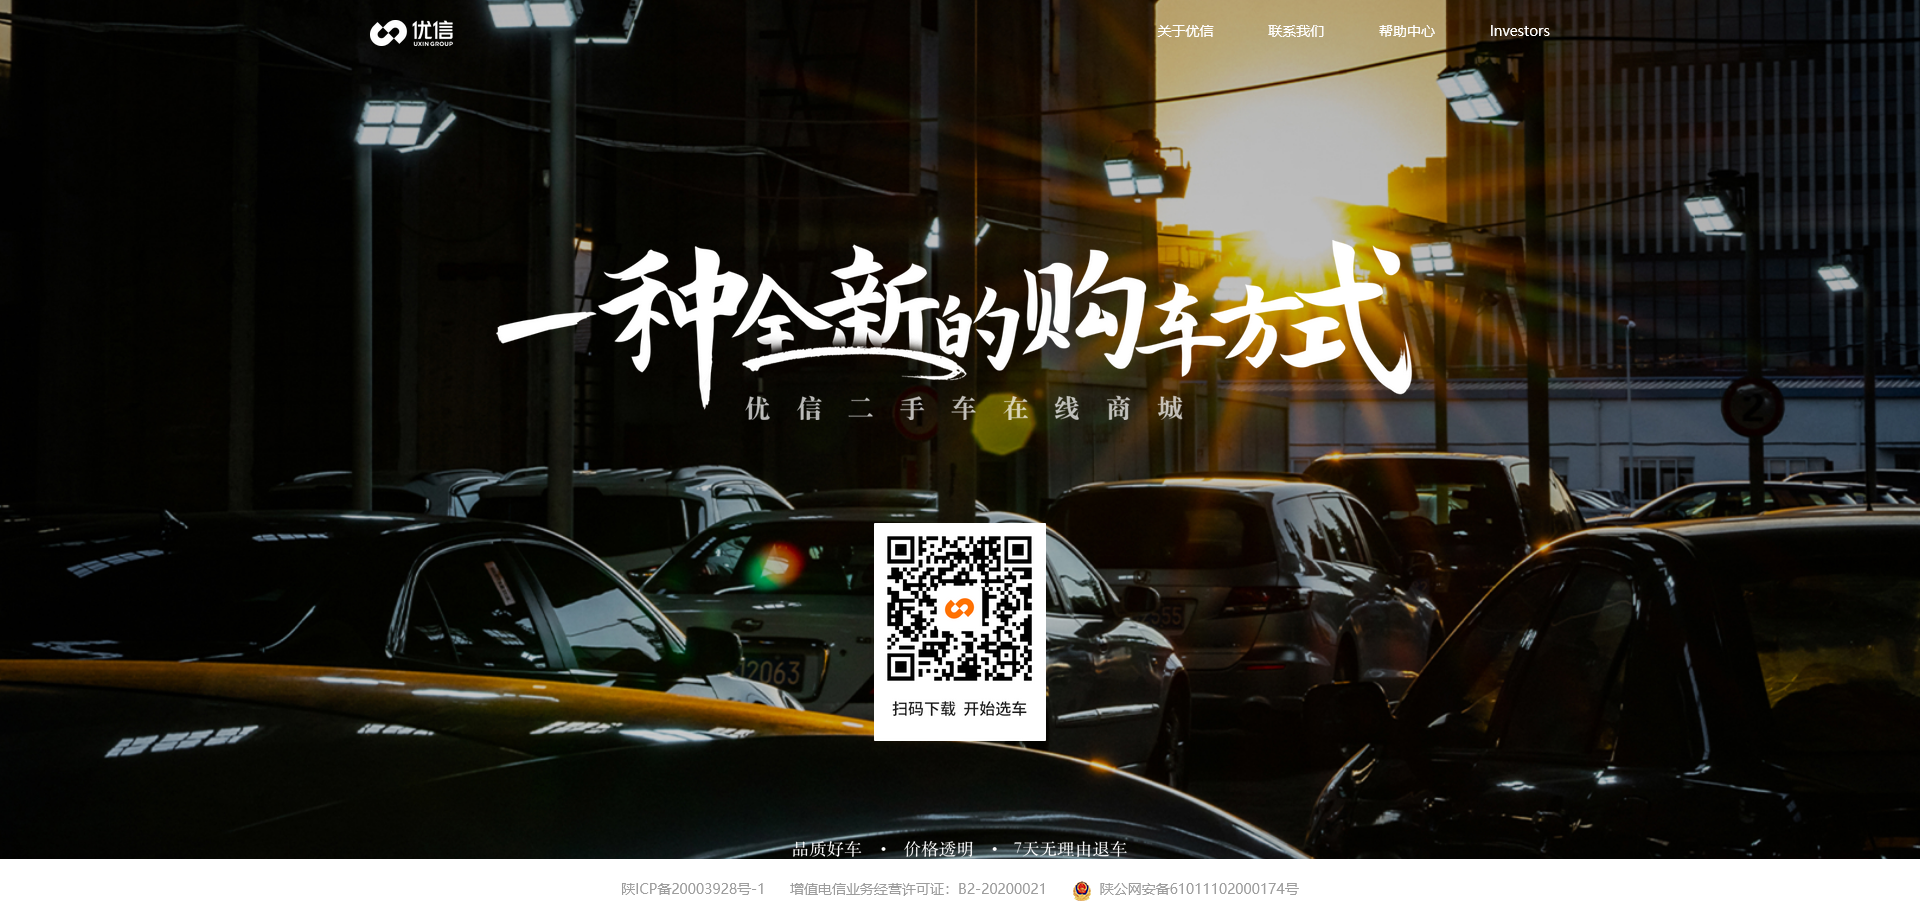 优信
UXIN GROUP
关于优信 联系我们 帮助中心 Investors
一种全新的购车方式
优信二手车在线商城
2
12063
扫码下载 开始选车
品质好车 · 价格透明 · 7天无理由退车
陕ICP备20003928号-1 增值电信业务经营许可证：B2-20200021 陕公网安备61011102000174号